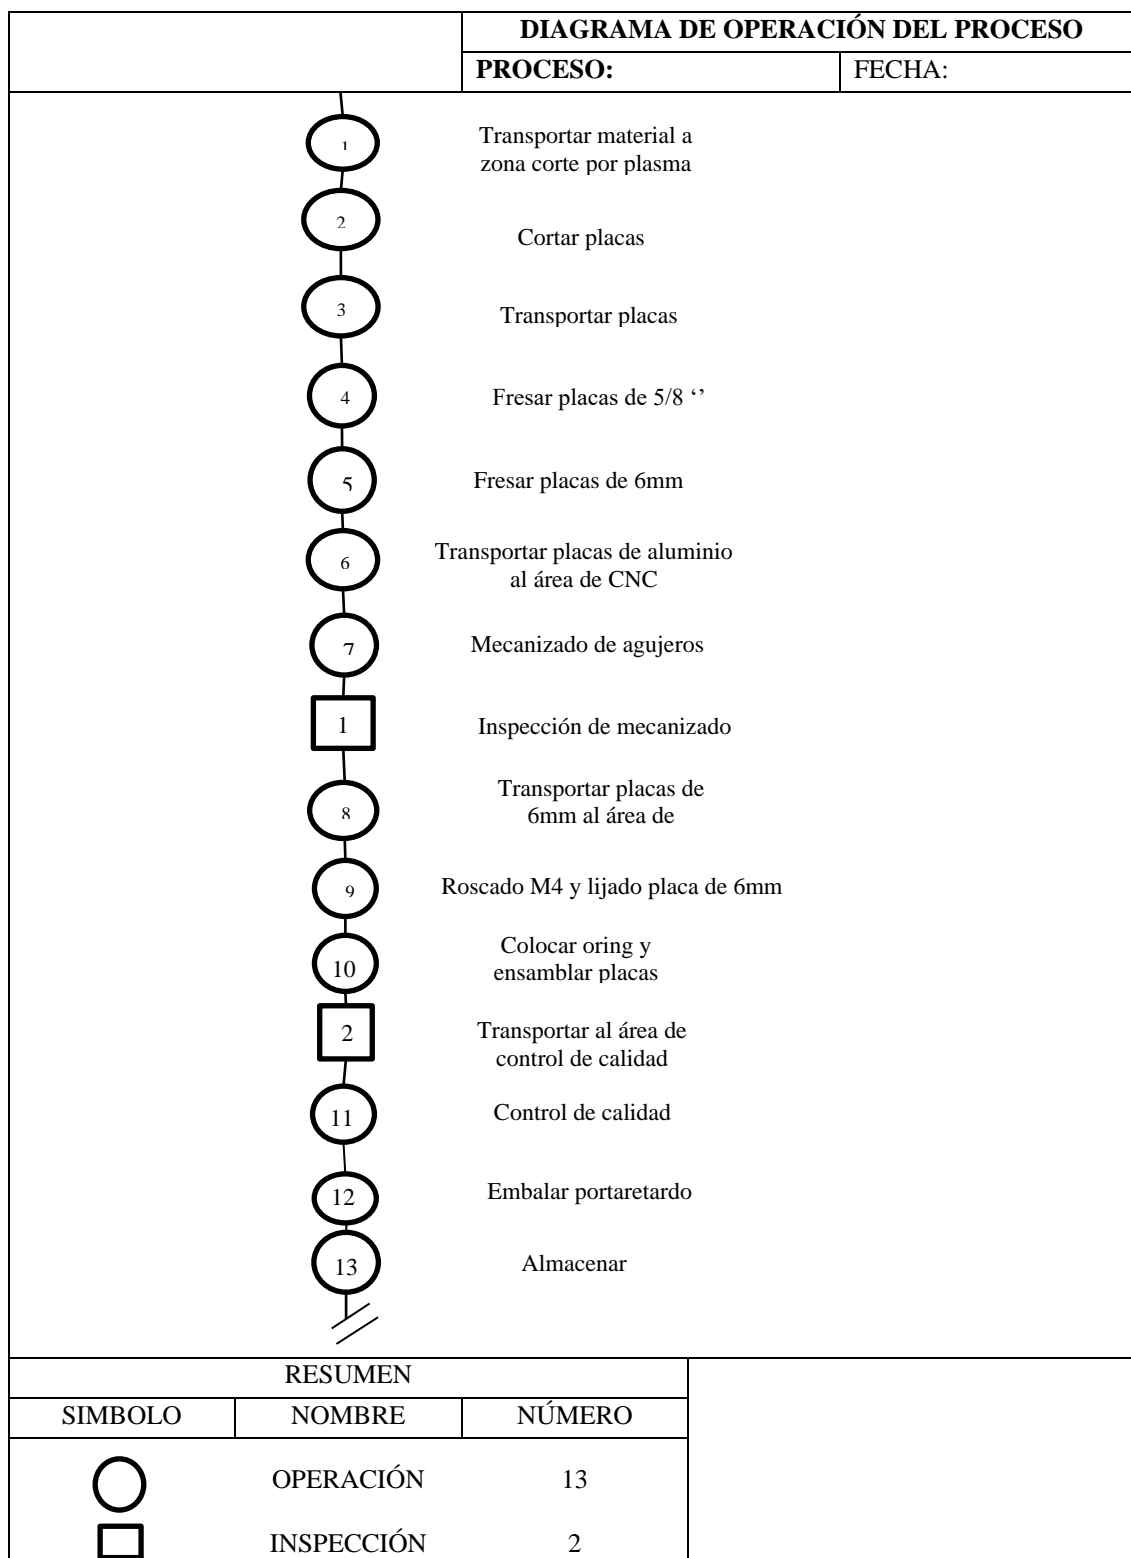 DIAGRAMA DE OPERACIÓN DEL PROCESO
PROCESO:
FECHA:
1
Transportar material a
zona corte por plasma
2
Cortar placas
3
Transportar placas
4
Fresar placas de 5/8 ‘’
5
Fresar placas de 6mm
6
Transportar placas de aluminio
al área de CNC
7
Mecanizado de agujeros
1
Inspección de mecanizado
8
Transportar placas de
6mm al área de
9
Roscado M4 y lijado placa de 6mm
10
Colocar oring y
ensamblar placas
2
Transportar al área de
control de calidad
11
Control de calidad
12
Embalar portaretardo
13
Almacenar
RESUMEN
SIMBOLO NOMBRE NÚMERO
OPERACIÓN 13
INSPECCIÓN 2